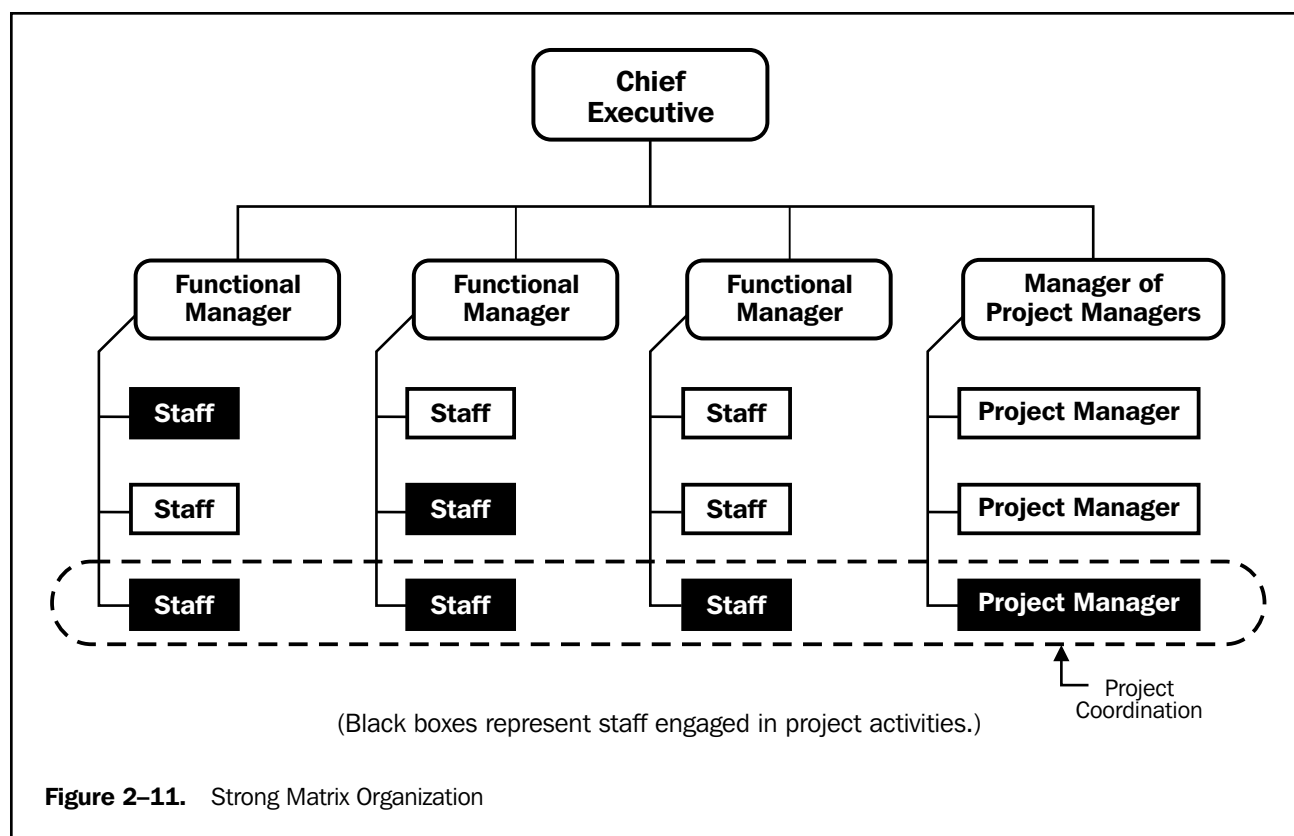 Chief
Executive
Functional
Manager
Functional
Manager
Functional
Manager
Manager of
Project Managers
Staff
Staff
Staff
Project Manager
Staff
Staff
Staff
Project Manager
Staff
Staff
Staff
Project Manager
Project
Coordination
(Black boxes represent staff engaged in project activities.)
Figure 2–11. Strong Matrix Organization